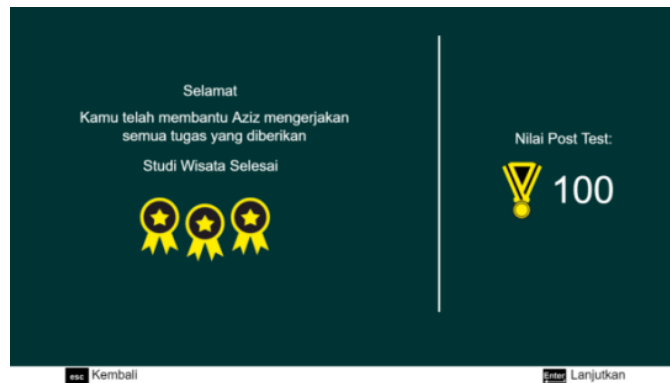 Selamat
Kamu telah membantu Aziz mengerjakan
semua tugas yang diberikan
Studi Wisata Selesai
Nilai Post Test:
100
esc Kembali
Enter Lanjutkan